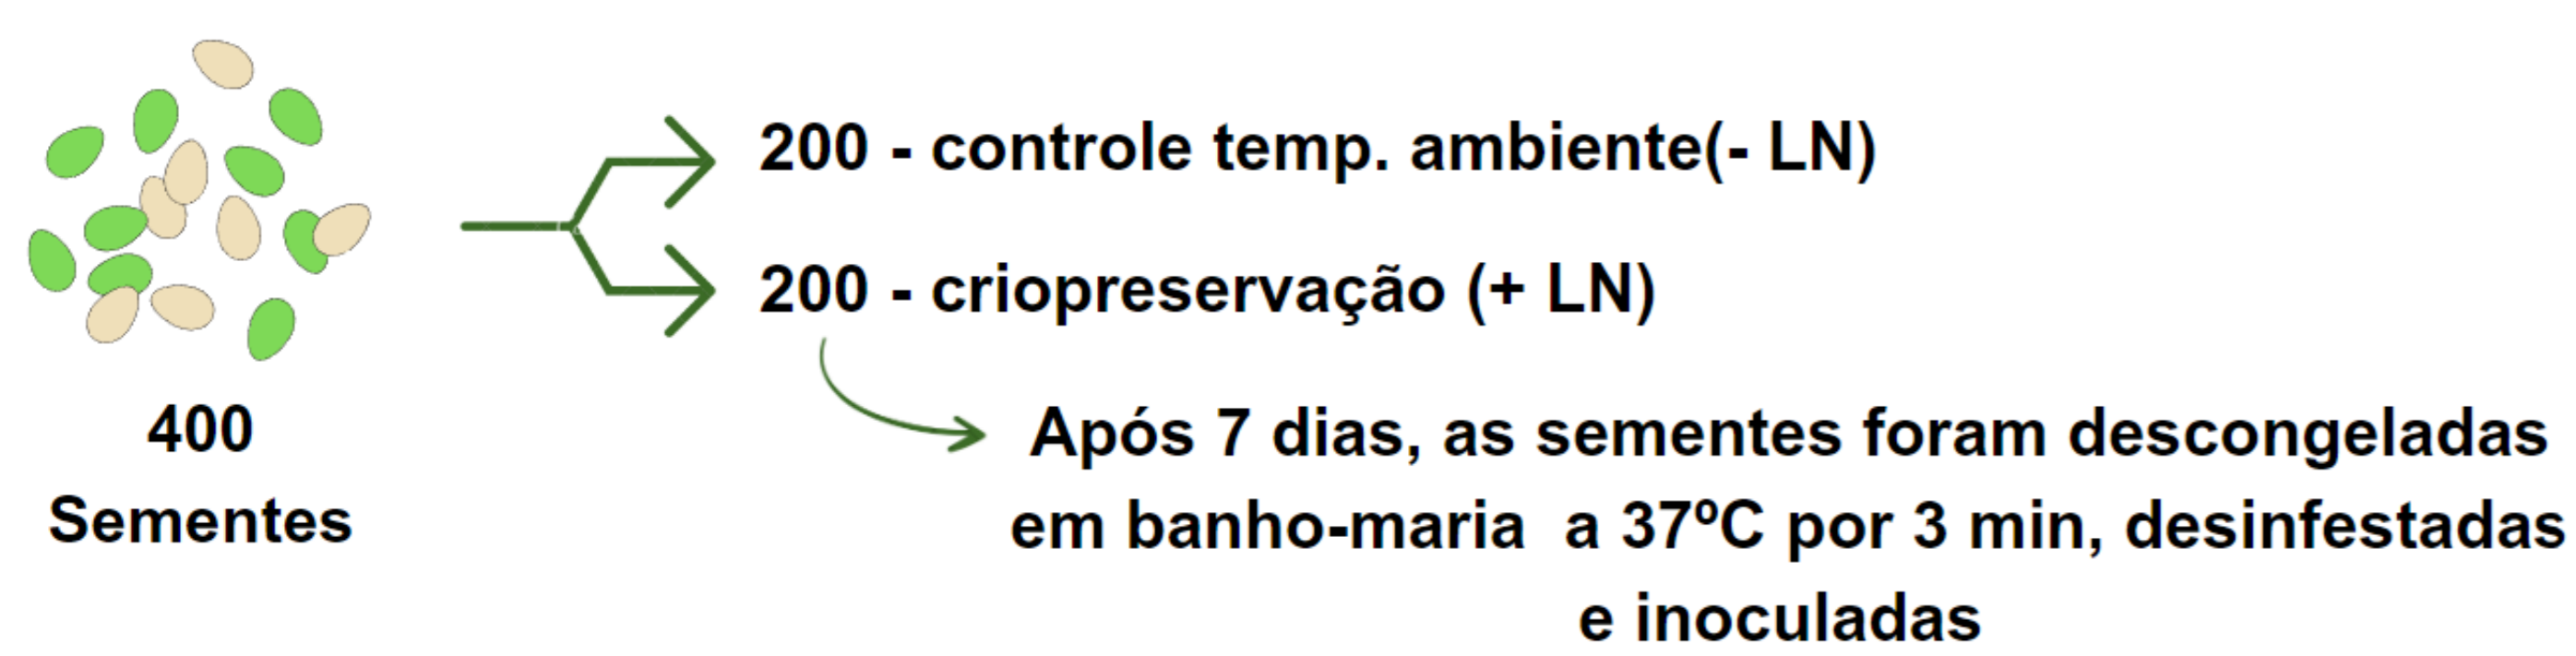 200 - controle temp. ambiente(- LN)
200 - criopreservação (+ LN)
400
Sementes
Após 7 dias, as sementes foram descongeladas
em banho-maria a 37ºC por 3 min, desinfestadas
e inoculadas